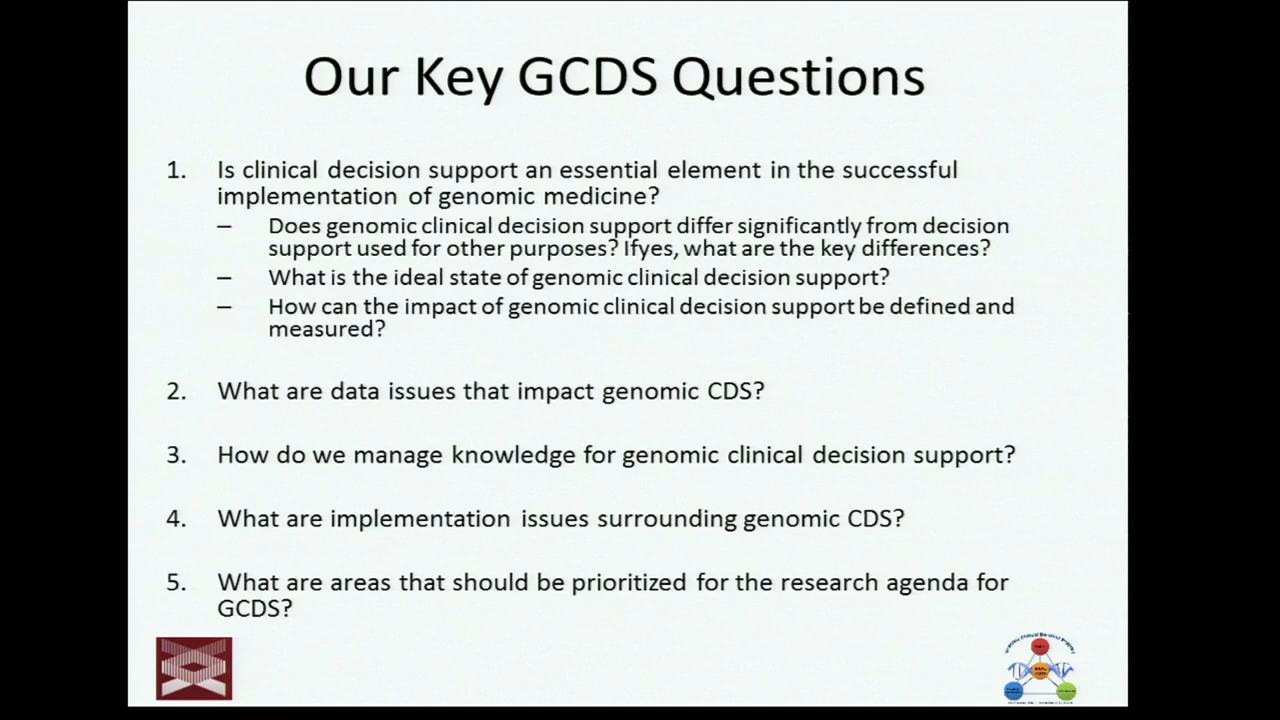 Our Key GCDS Questions
1. Is clinical decision support an essential element in the successful
implementation of genomic medicine?
– Does genomic clinical decision support differ significantly from decision
support used for other purposes? Ifyes, what are the key differences?
– What is the ideal state of genomic clinical decision support?
– How can the impact of genomic clinical decision support be defined and
measured?
2. What are data issues that impact genomic CDS?
3. How do we manage knowledge for genomic clinical decision support?
4. What are implementation issues surrounding genomic CDS?
5. What are areas that should be prioritized for the research agenda for
GCDS?